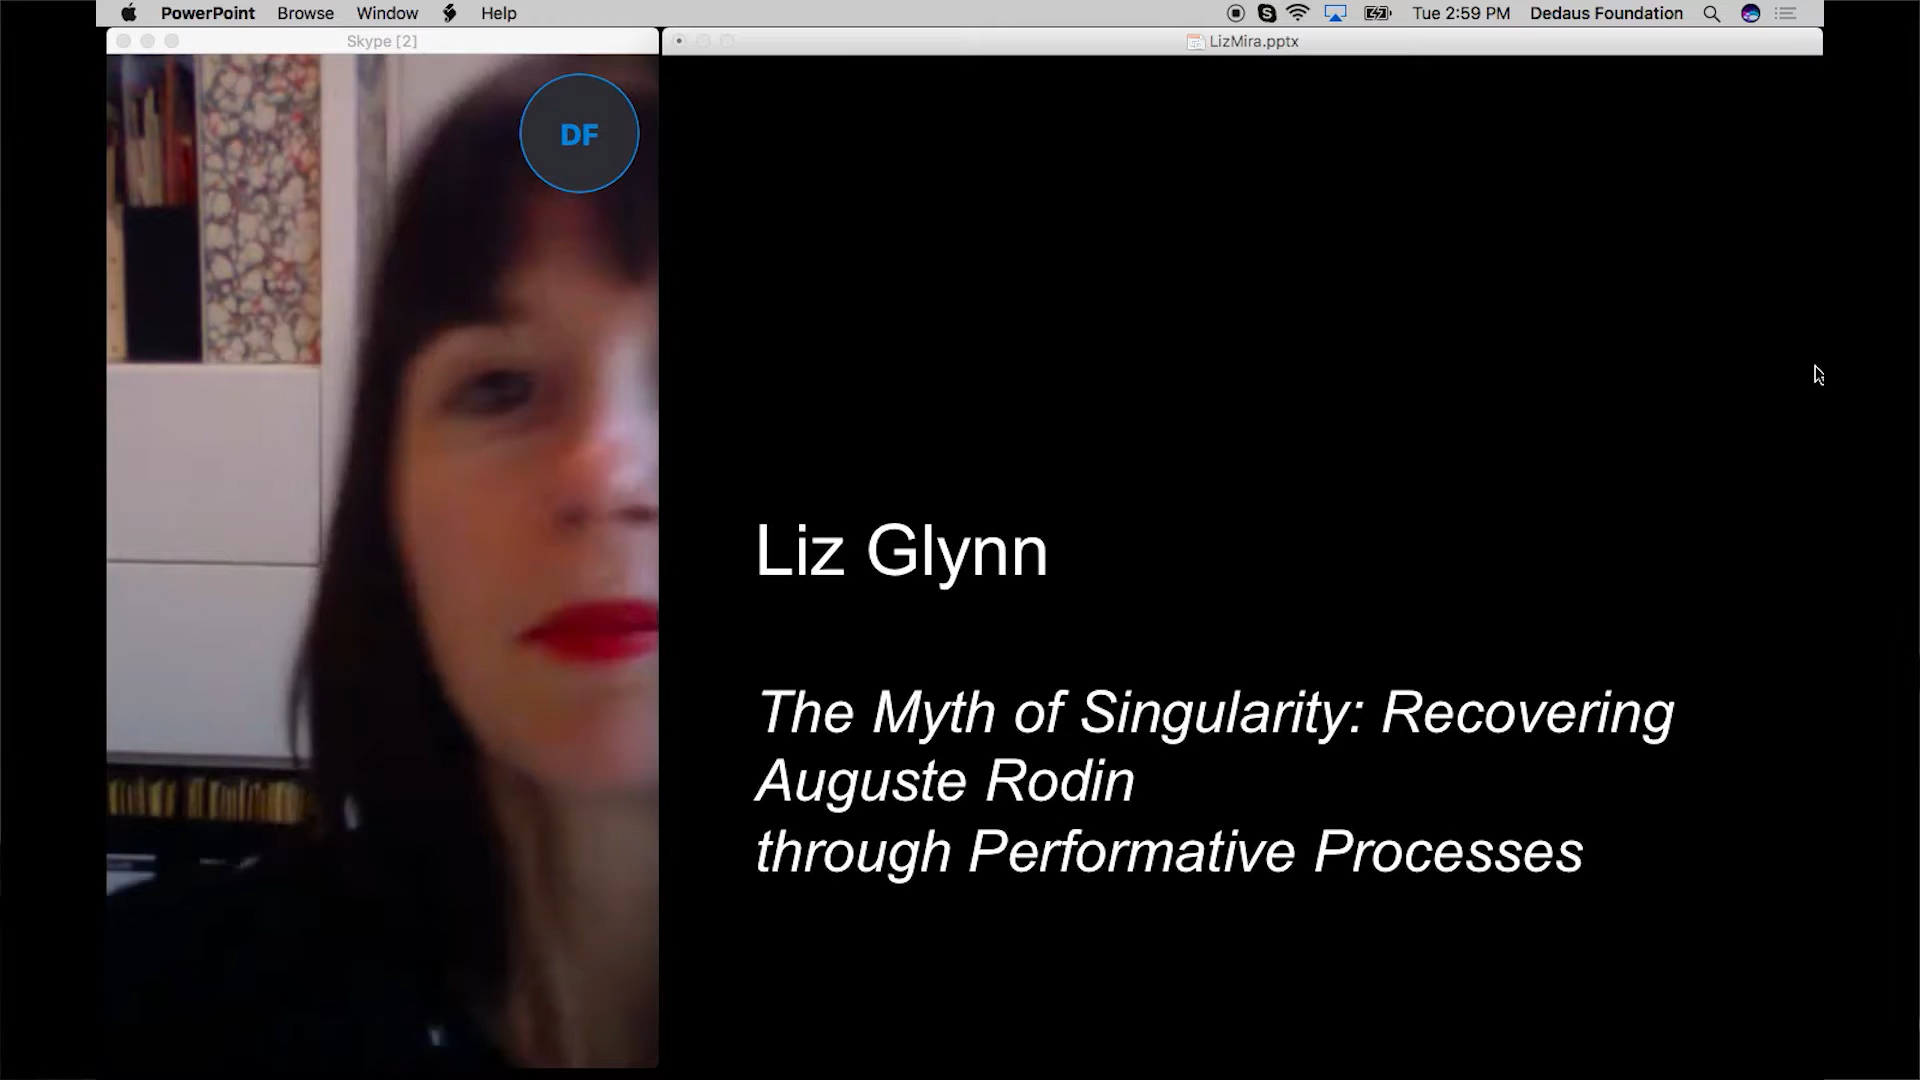 PowerPoint Browse Window Help
Tue 2:59 PM Dedaus Foundation
Skype [2]
LizMira.pptx
DF
Liz Glynn
The Myth of Singularity: Recovering
Auguste Rodin
through Performative Processes